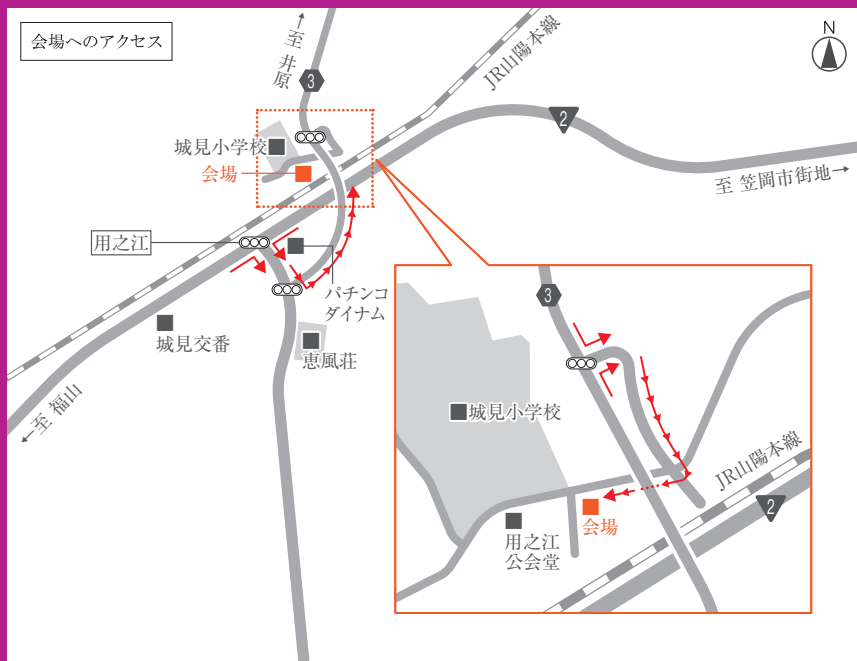 会場へのアクセス
N
↑至 井原
3
JR山陽本線
2
城見小学校
会場
至 笠岡市街地→
用之江
パチンコ
ダイナム
城見交番
恵風荘
←至 福山
3
城見小学校
JR山陽本線
2
会場
用之江
公会堂